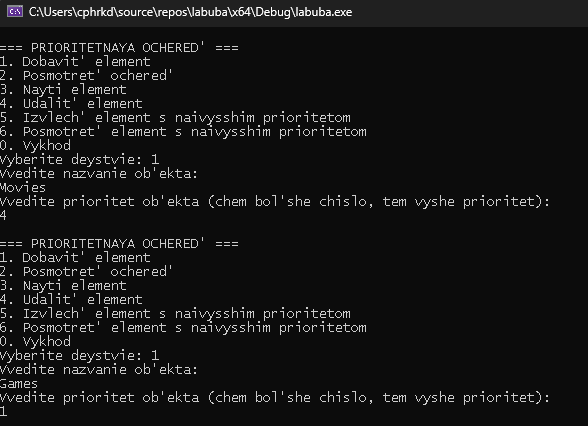 C:\Users\cphrkd\source\repos\labuba\x64\Debug\labuba.exe
=== PRIORITETNAYA OCHERED' ===
1. Dobavit' element
2. Posmotret' ochered'
3. Nayti element
4. Udalit' element
5. Izvlech' element s naivysshim prioritetom
6. Posmotret' element s naivysshim prioritetom
0. Vykhod
Vyberite deystvie: 1
Vvedite nazvanie ob'ekta:
Movies
Vvedite prioritet ob'ekta (chem bol'she chislo, tem vyshe prioritet):
4
=== PRIORITETNAYA OCHERED' ===
1. Dobavit' element
2. Posmotret' ochered'
3. Nayti element
4. Udalit' element
5. Izvlech' element s naivysshim prioritetom
6. Posmotret' element s naivysshim prioritetom
0. Vykhod
Vyberite deystvie: 1
Vvedite nazvanie ob'ekta:
Games
Vvedite prioritet ob'ekta (chem bol'she chislo, tem vyshe prioritet):
1